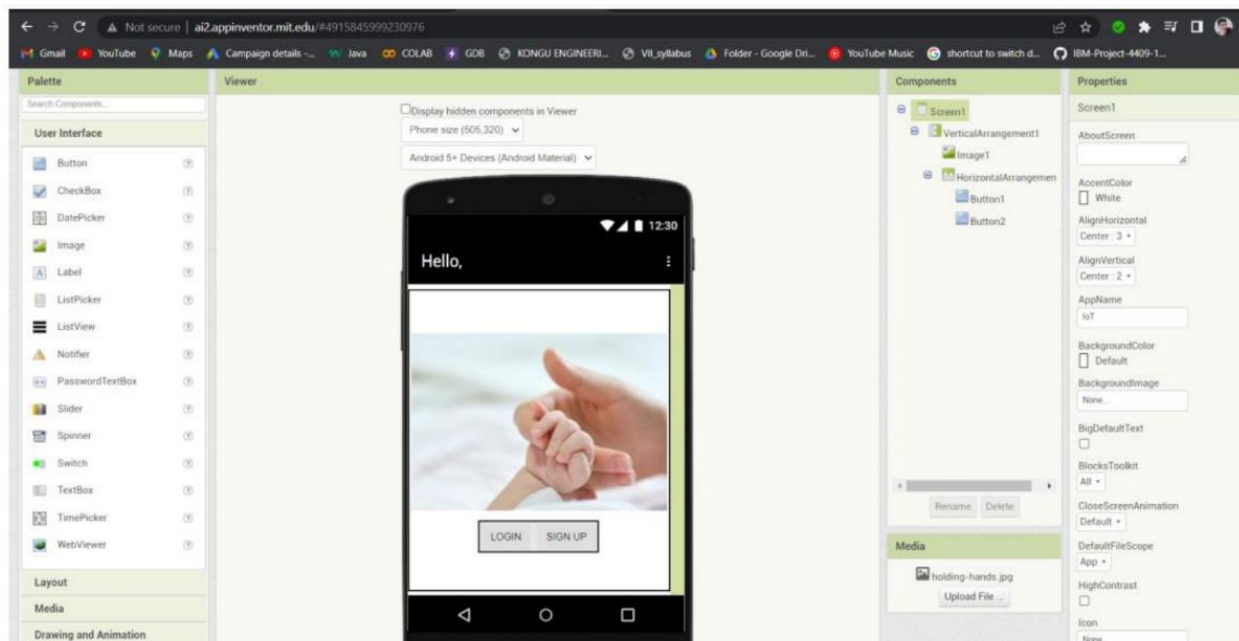 Not secure | ai2.appinventor.mit.edu/#4915845999230976
Gmail YouTube Maps Campaign details -... Java COLAB GDB KONGU ENGINEERI... VII_syllabus Folder - Google Dri... YouTube Music shortcut to switch d... IBM-Project-4409-1...
Palette
Search Components...
User Interface
Button
CheckBox
DatePicker
Image
Label
ListPicker
ListView
Notifier
PasswordTextBox
Slider
Spinner
Switch
TextBox
TimePicker
WebViewer
Layout
Media
Drawing and Animation
Viewer
Display hidden components in Viewer
Phone size (505,320)
Android 5+ Devices (Android Material)
12:30
Hello,
LOGIN SIGN UP
Components
Screen1
VerticalArrangement1
Image1
HorizontalArrangemen
Button1
Button2
Rename Delete
Media
holding-hands.jpg
Upload File ...
Properties
Screen1
AboutScreen
AccentColor
White
AlignHorizontal
Center : 3
AlignVertical
Center : 2
AppName
IoT
BackgroundColor
Default
BackgroundImage
None...
BigDefaultText
BlocksToolkit
All
CloseScreenAnimation
Default
DefaultFileScope
App
HighContrast
Icon
None